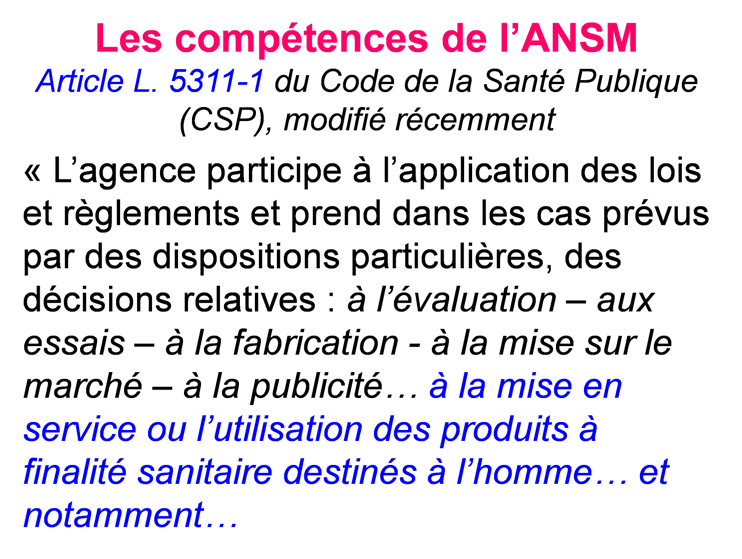 Les compétences de l’ANSM
Article L. 5311-1 du Code de la Santé Publique
(CSP), modifié récemment
« L’agence participe à l’application des lois
et règlements et prend dans les cas prévus
par des dispositions particulières, des
décisions relatives : à l’évaluation – aux
essais – à la fabrication - à la mise sur le
marché – à la publicité… à la mise en
service ou l’utilisation des produits à
finalité sanitaire destinés à l’homme… et
notamment…